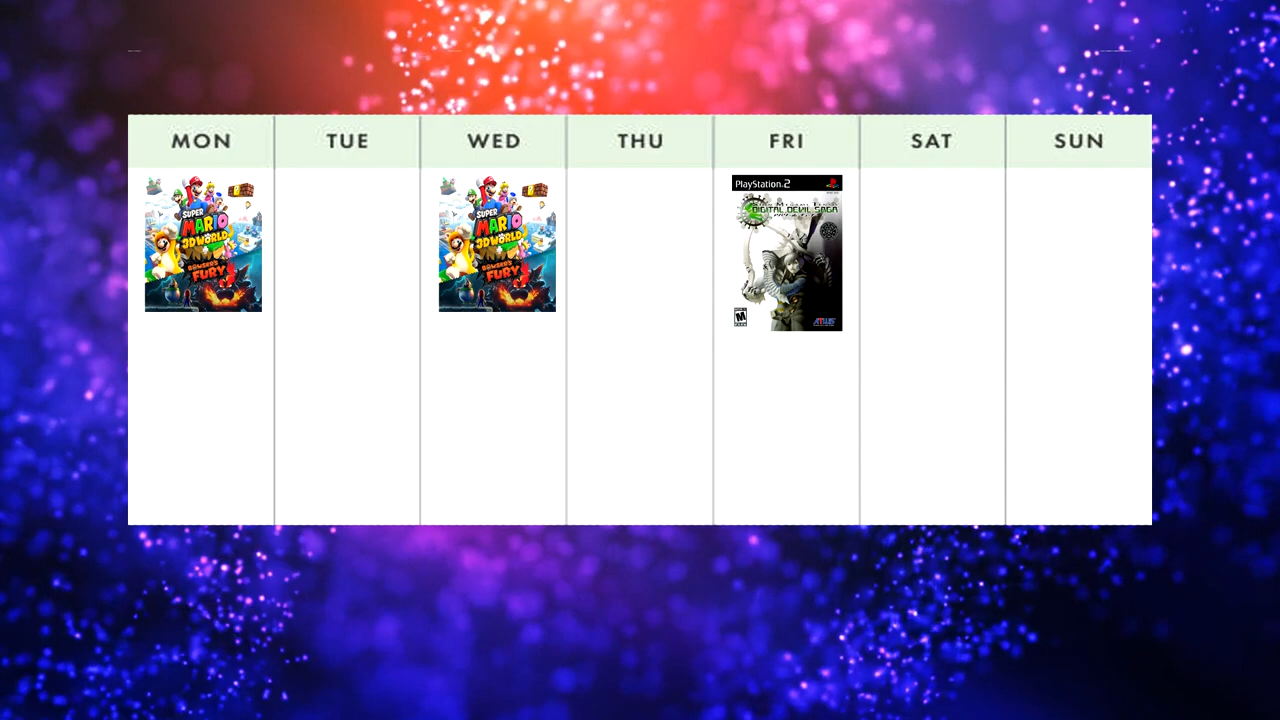 MON TUE WED THU FRI SAT SUN
SUPER
MARIO
3D WORLD
BOWSER'S
FURY
SUPER
MARIO
3D WORLD
BOWSER'S
FURY
PlayStation.2
DIGITAL DEVIL SAGA
M
ATLUS